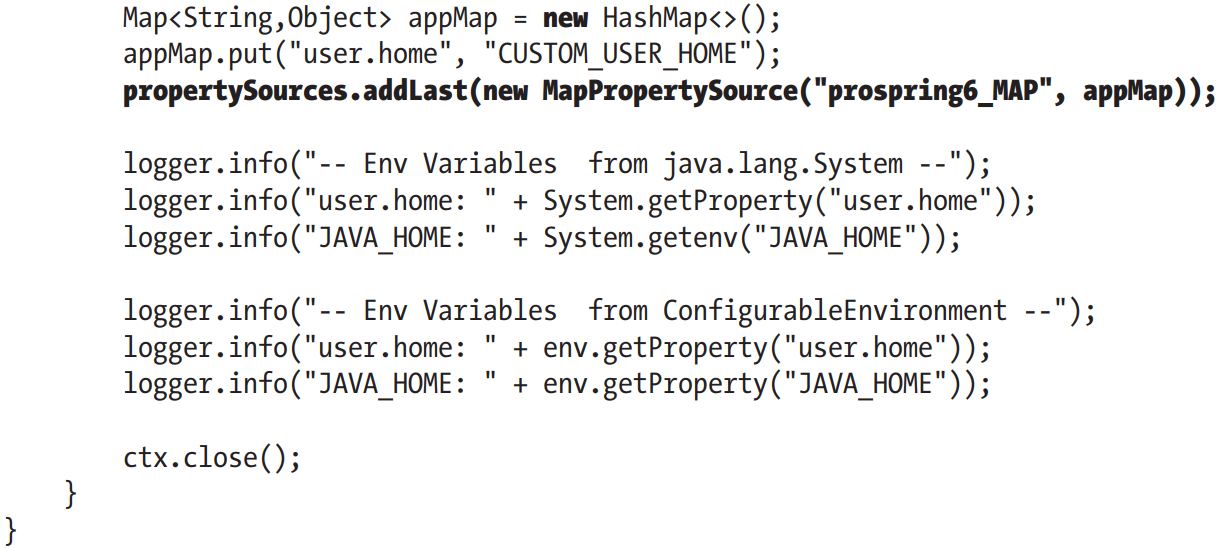 Map<String,Object> appMap = new HashMap<>();
appMap.put("user.home", "CUSTOM_USER_HOME");
propertySources.addLast(new MapPropertySource("prospring6_MAP", appMap));
logger.info("-- Env Variables  from java.lang.System --");
logger.info("user.home: " + System.getProperty("user.home"));
logger.info("JAVA_HOME: " + System.getenv("JAVA_HOME"));
logger.info("-- Env Variables  from ConfigurableEnvironment --");
logger.info("user.home: " + env.getProperty("user.home"));
logger.info("JAVA_HOME: " + env.getProperty("JAVA_HOME"));
ctx.close();
}
}